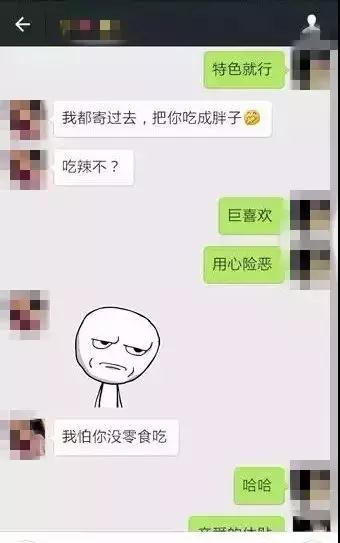 特色就行
我都寄过去，把你吃成胖子🤭
吃辣不？
巨喜欢
用心险恶
我怕你没零食吃
哈哈